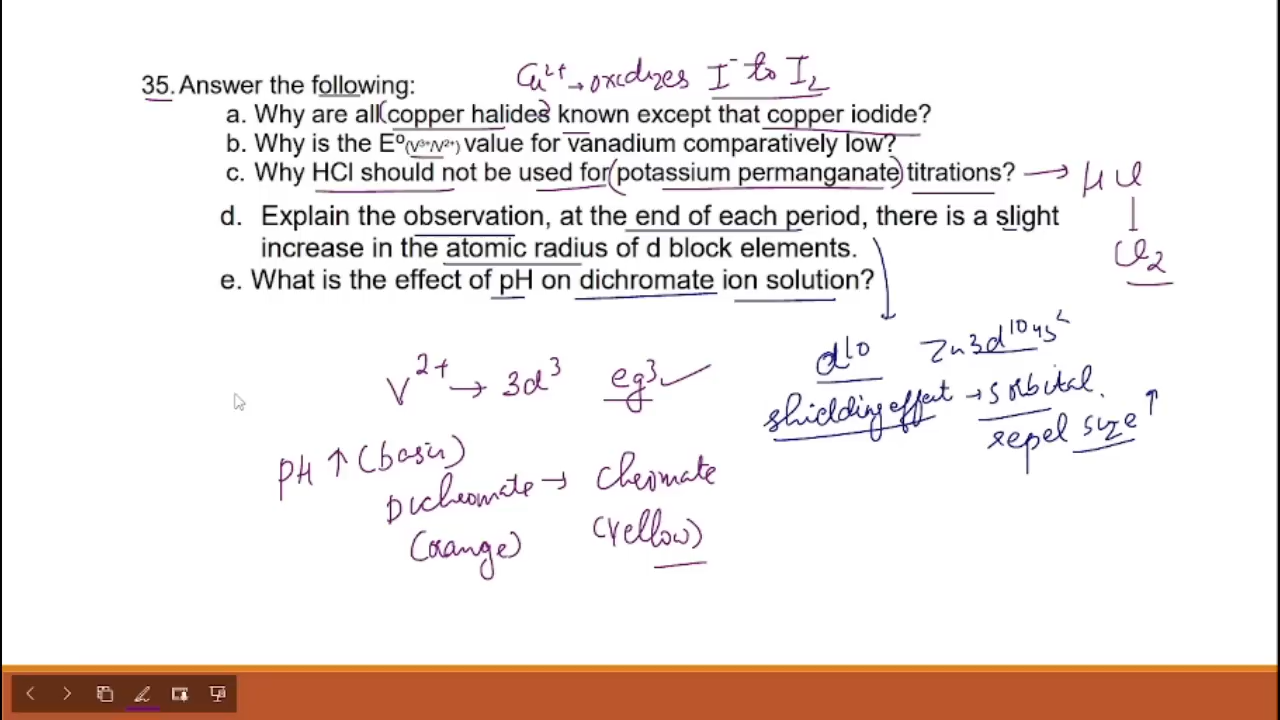 Cu²⁺ → oxidizes I⁻ to I₂
35. Answer the following:
a. Why are all (copper halides) known except that copper iodide?
b. Why is the Eº(V³⁺/V²⁺) value for vanadium comparatively low?
c. Why HCl should not be used for (potassium permanganate) titrations? → HCl
d. Explain the observation, at the end of each period, there is a slight
increase in the atomic radius of d block elements.
Cl₂
e. What is the effect of pH on dichromate ion solution?
V²⁺ → 3d³ eg³ ✓
d¹⁰ Zn 3d¹⁰ 4s²
shielding effect → s orbital
repel size ↑
PH ↑ (basic)
Dichromate → Chromate
(orange) (Yellow)